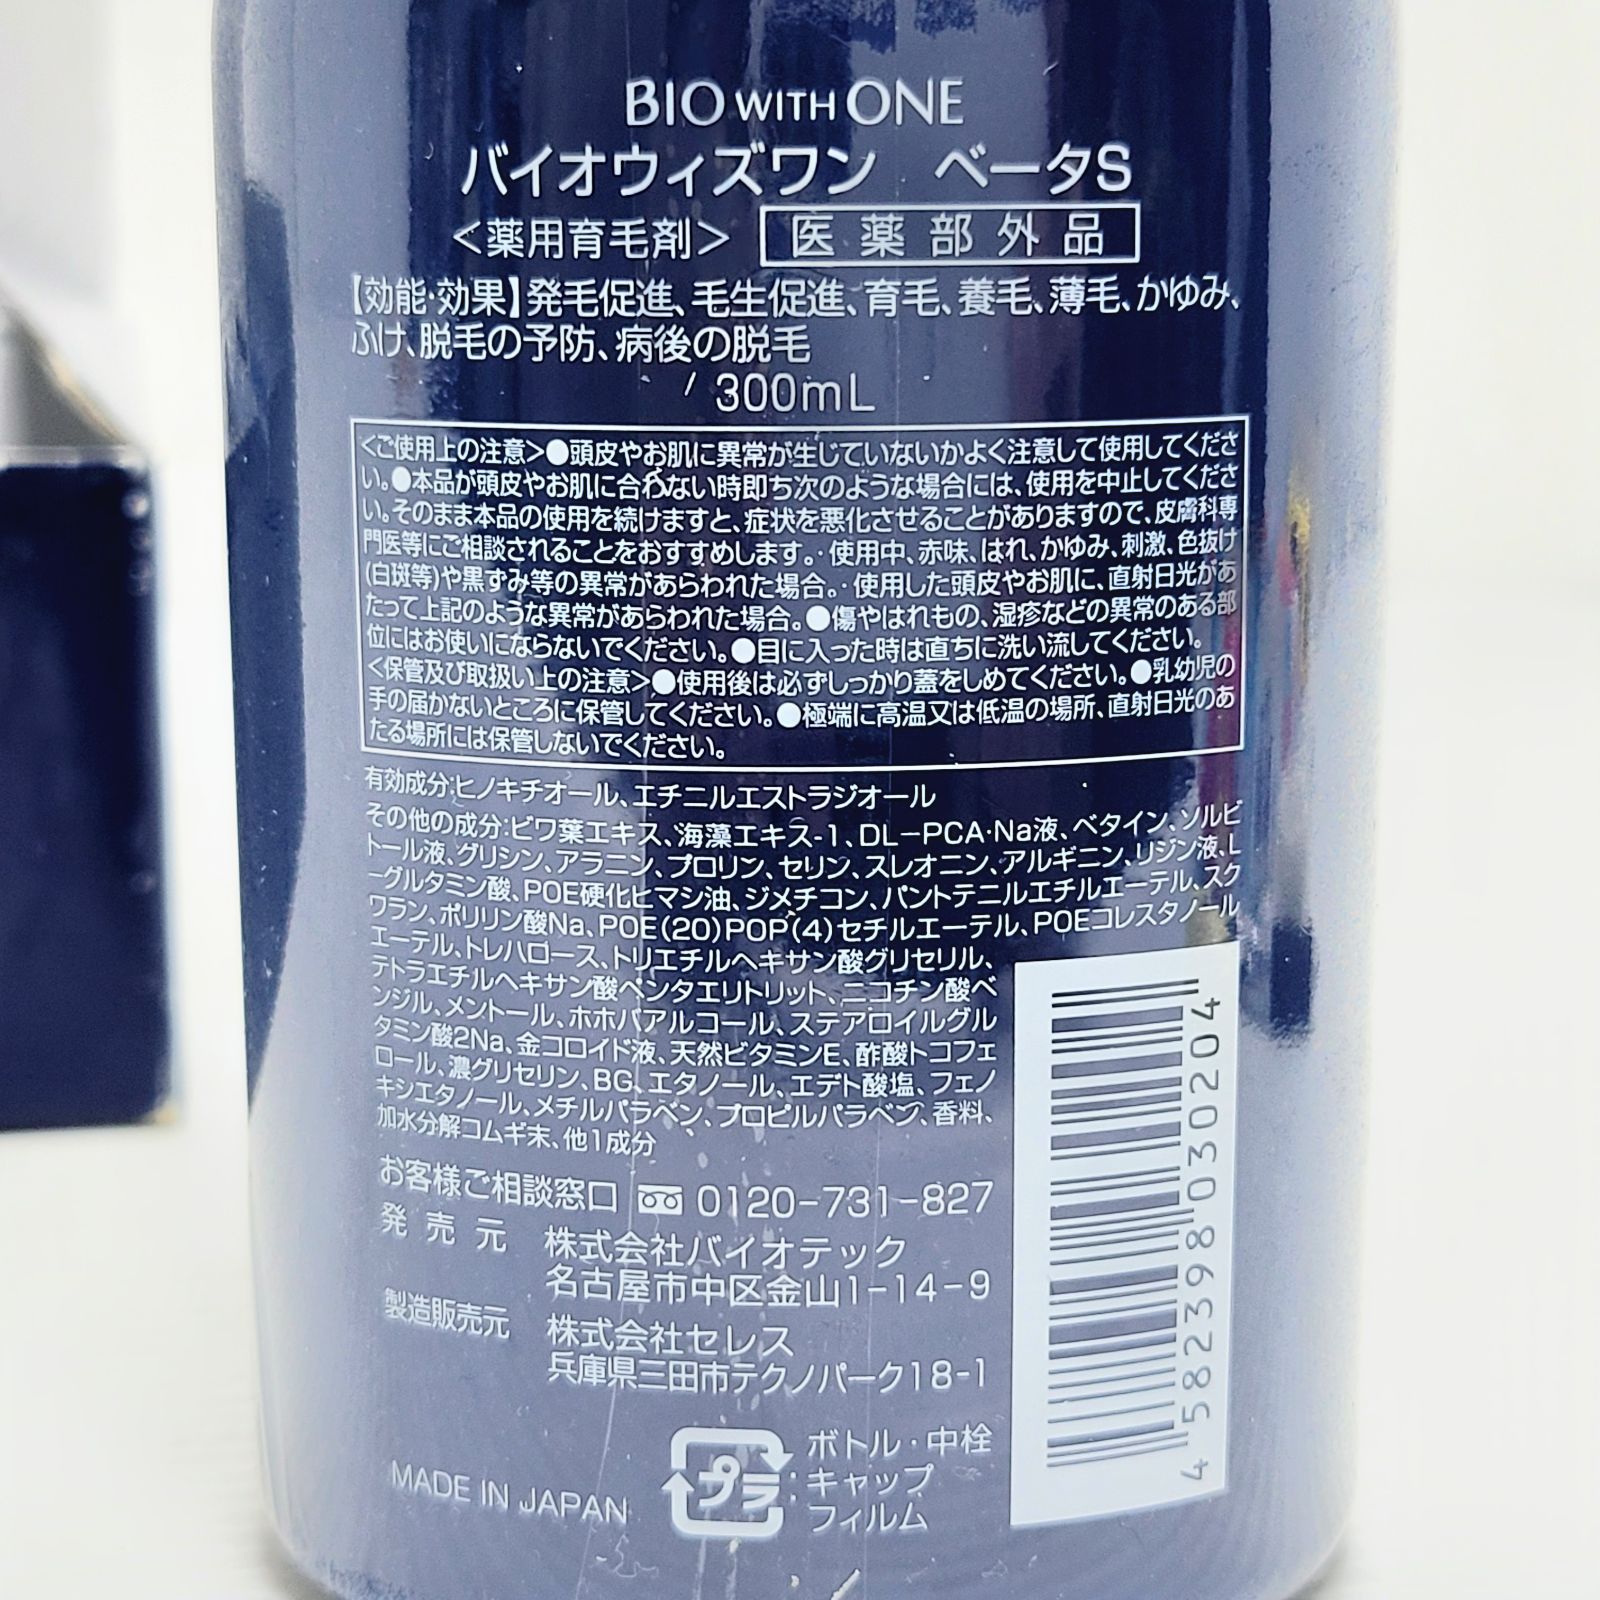 BIO WITH ONE
バイオウィズワン ベータS
<薬用育毛剤> 医薬部外品
【効能・効果】発毛促進、毛生促進、育毛、養毛、薄毛、かゆみ、
ふけ、脱毛の予防、病後の脱毛
300mL
<ご使用上の注意>●頭皮やお肌に異常が生じていないかよく注意して使用してくださ
い。●本品が頭皮やお肌に合わない時即ち次のような場合には、使用を中止してくださ
い。そのまま本品の使用を続けますと、症状を悪化させることがありますので、皮膚科専
門医等にご相談されることをおすすめします。・使用中、赤味、はれ、かゆみ、刺激、色抜け
(白斑等)や黒ずみ等の異常があらわれた場合。・使用した頭皮やお肌に、直射日光があ
たって上記のような異常があらわれた場合。●傷やはれもの、湿疹などの異常のある部
位にはお使いにならないでください。●目に入った時は直ちに洗い流してください。
<保管及び取扱い上の注意>●使用後は必ずしっかり蓋をしめてください。●乳幼児の
手の届かないところに保管してください。●極端に高温又は低温の場所、直射日光のあ
たる場所には保管しないでください。
有効成分:ヒノキチオール、エチニルエストラジオール
その他の成分:ビワ葉エキス、海藻エキス-1、DL-PCA・Na液、ベタイン、ソルビ
トール液、グリシン、アラニン、プロリン、セリン、スレオニン、アルギニン、リジン液、L
-グルタミン酸、POE硬化ヒマシ油、ジメチコン、パントテニルエチルエーテル、スク
ワラン、ポリリン酸Na、POE(20)POP(4)セチルエーテル、POEコレスタノール
エーテル、トレハロース、トリエチルヘキサン酸グリセリル、
テトラエチルヘキサン酸ペンタエリトリット、ニコチン酸ベ
ンジル、メントール、ホホバアルコール、ステアロイルグル
タミン酸2Na、金コロイド液、天然ビタミンE、酢酸トコフェ
ロール、濃グリセリン、BG、エタノール、エデト酸塩、フェノ
キシエタノール、メチルパラベン、プロピルパラベン、香料、
加水分解コムギ末、他1成分
お客様ご相談窓口 0120-731-827
発売元 株式会社バイオテック
名古屋市中区金山1-14-9
製造販売元 株式会社セレス
兵庫県三田市テクノパーク18-1
MADE IN JAPAN
プラ
:ボトル・中栓
キャップ
フィルム
4582398030204